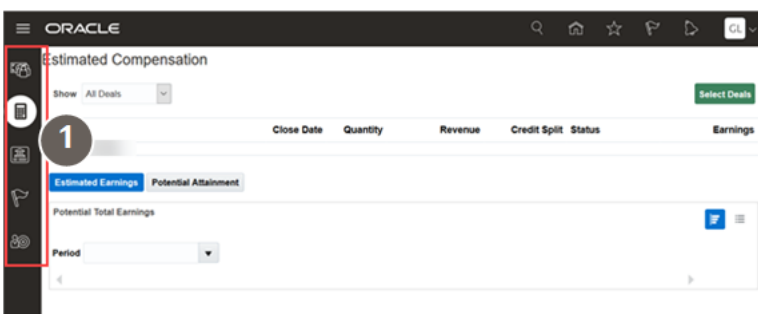 ORACLE
GL
Estimated Compensation
Show All Deals
Select Deals
1
Close Date Quantity Revenue Credit Split Status Earnings
Estimated Earnings Potential Attainment
Potential Total Earnings
Period